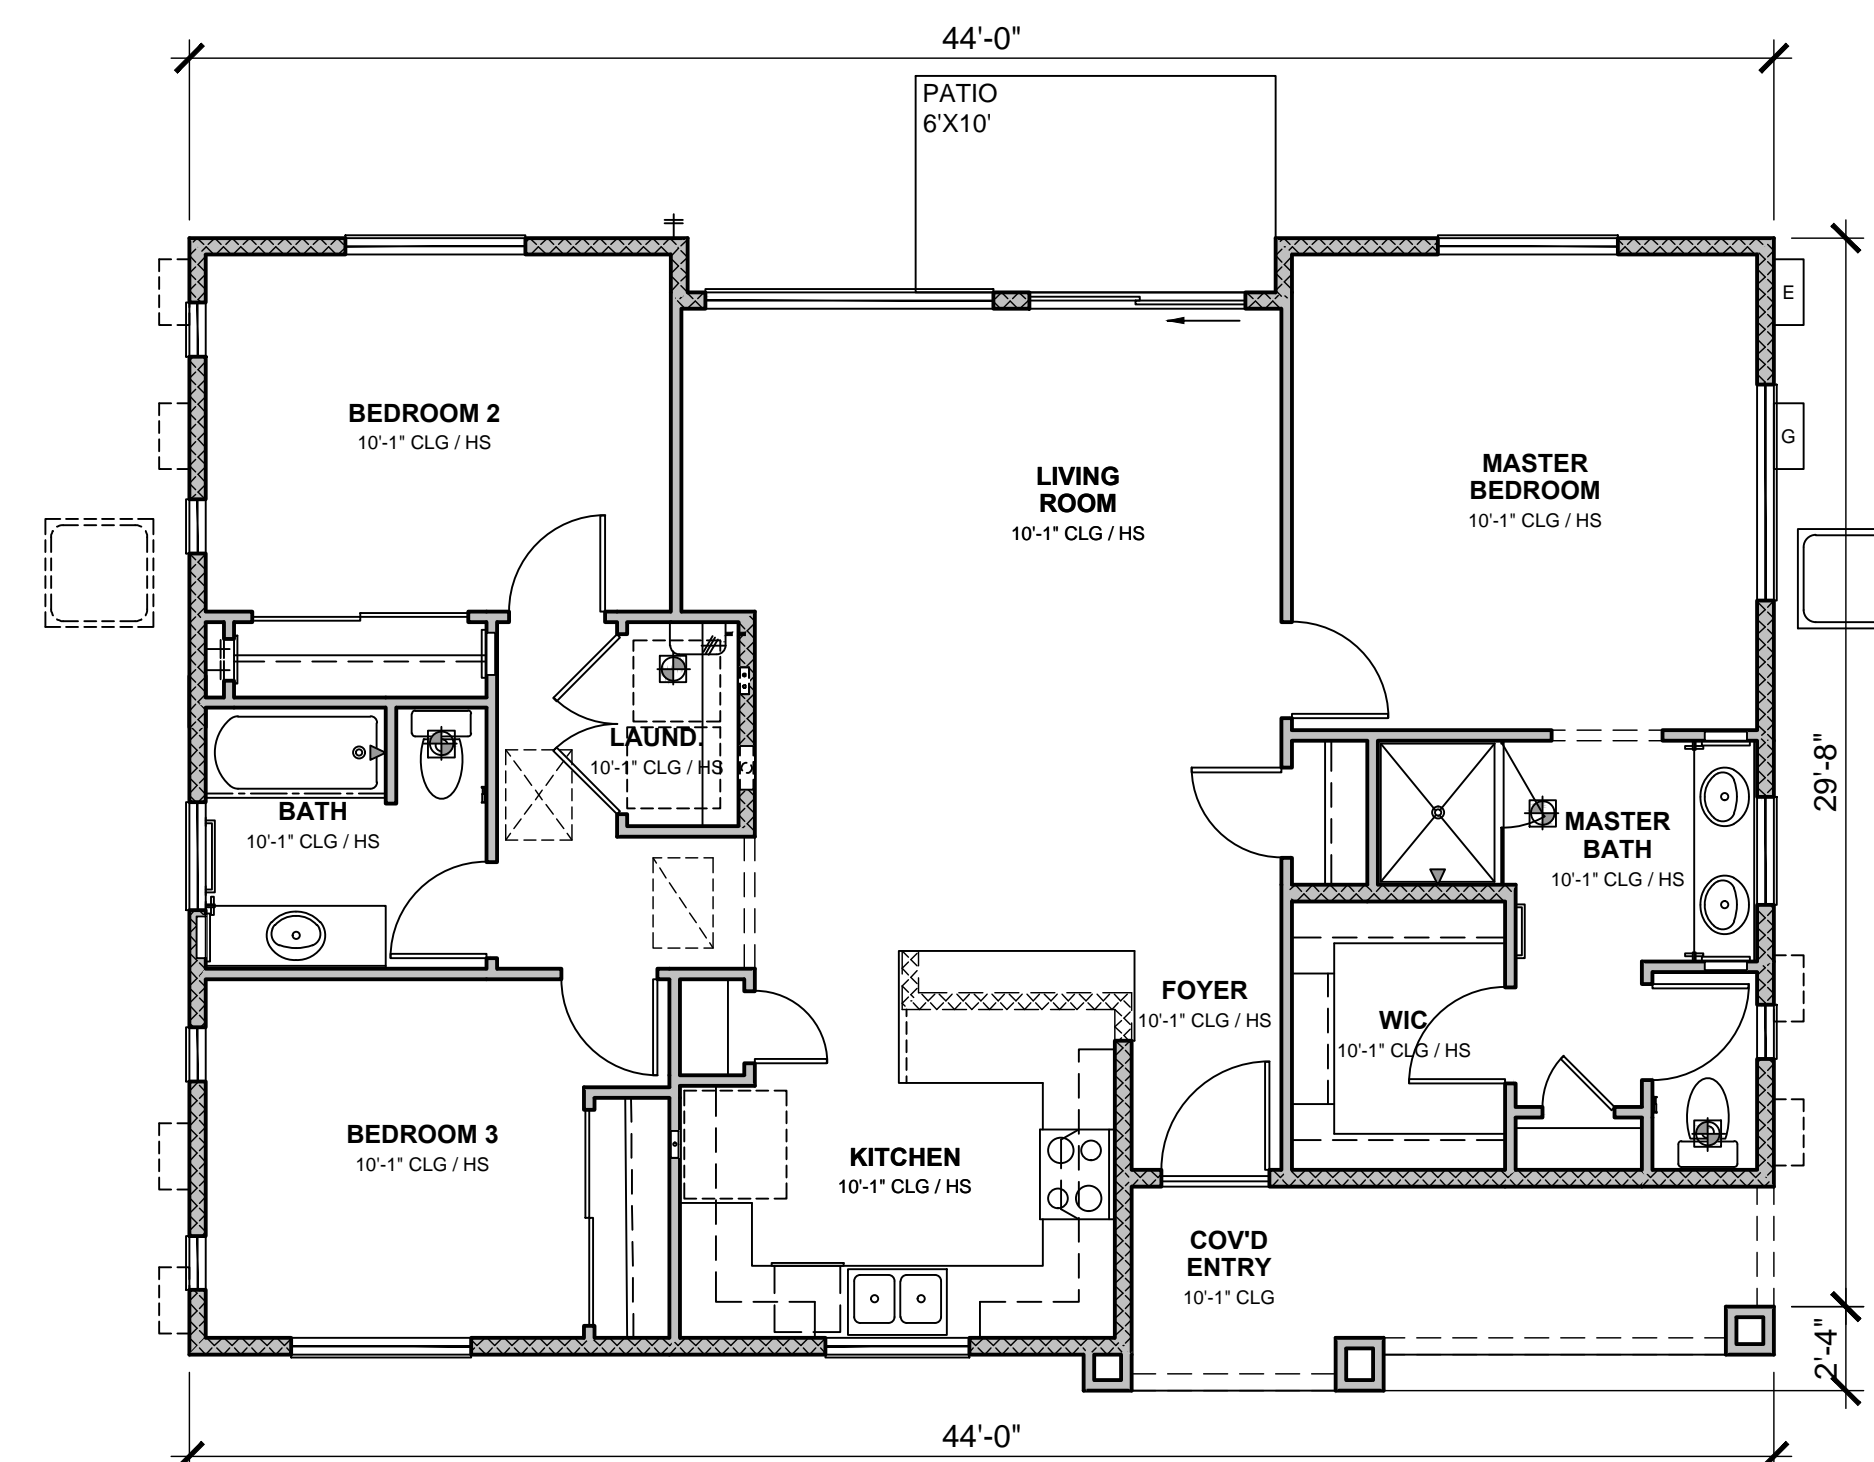 44'-0"
PATIO
6'X10'
E
G
BEDROOM 2
10'-1" CLG / HS
LIVING
ROOM
10'-1" CLG / HS
MASTER
BEDROOM
10'-1" CLG / HS
LAUND.
10'-1" CLG / HS
BATH
10'-1" CLG / HS
MASTER
BATH
10'-1" CLG / HS
29'-8"
FOYER
10'-1" CLG / HS
WIC
10'-1" CLG / HS
BEDROOM 3
10'-1" CLG / HS
KITCHEN
10'-1" CLG / HS
COV'D
ENTRY
10'-1" CLG
2'-4"
44'-0"